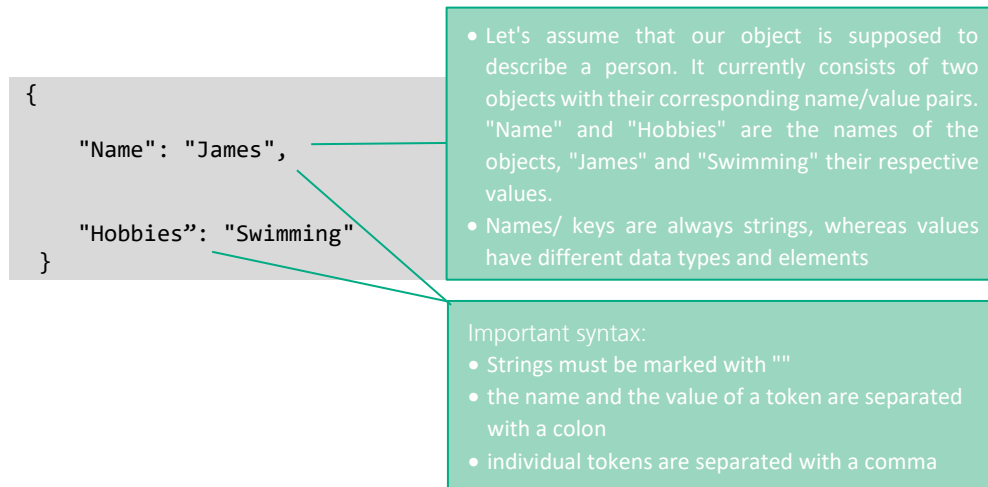 {
"Name": "James",
"Hobbies”: "Swimming"
}
• Let's assume that our object is supposed to
describe a person. It currently consists of two
objects with their corresponding name/value pairs.
"Name" and "Hobbies" are the names of the
objects, "James" and "Swimming" their respective
values.
• Names/ keys are always strings, whereas values
have different data types and elements
Important syntax:
• Strings must be marked with ""
• the name and the value of a token are separated
with a colon
• individual tokens are separated with a comma